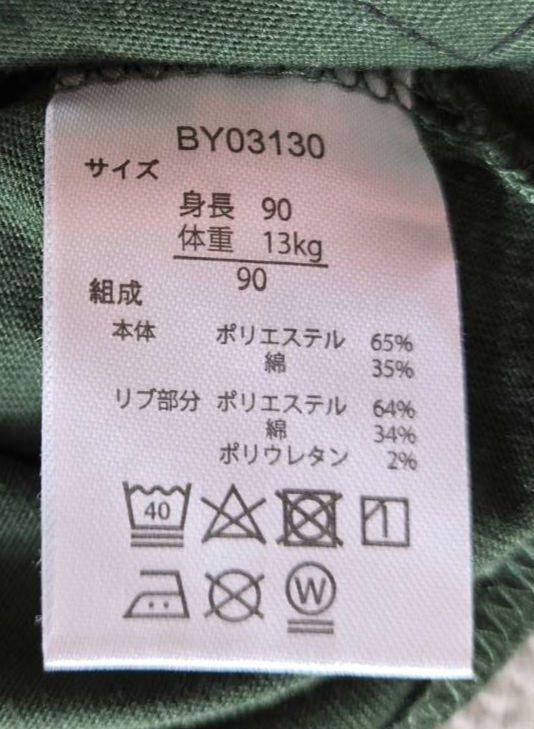 BY03130
サイズ
身長 90
体重 13kg
90
組成
本体 ポリエステル 65%
綿 35%
リブ部分 ポリエステル 64%
綿 34%
ポリウレタン 2%
40
W